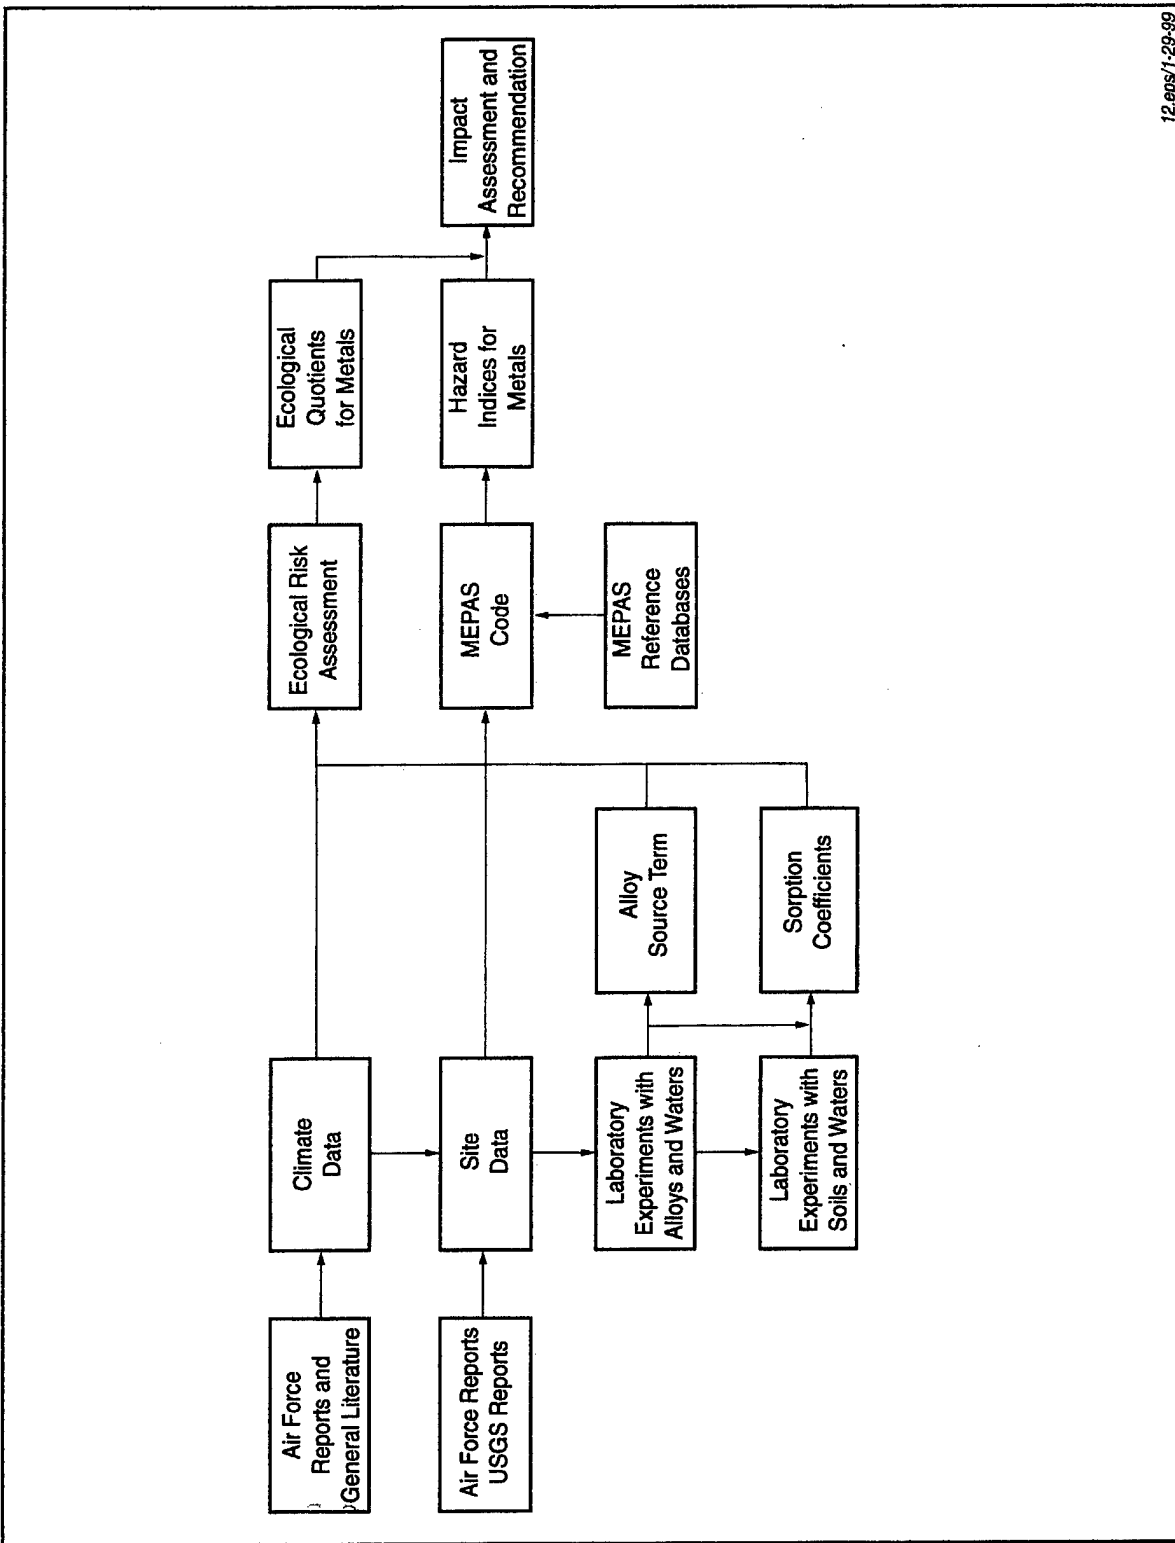 Air Force
Reports and
General Literature
Climate
Data
Ecological Risk
Assessment
Ecological
Quotients
for Metals
Air Force Reports
USGS Reports
Site
Data
MEPAS
Code
Hazard
Indices for
Metals
Impact
Assessment and
Recommendation
Laboratory
Experiments with
Alloys and Waters
Alloy
Source Term
MEPAS
Reference
Databases
Laboratory
Experiments with
Soils and Waters
Sorption
Coefficients
12.eps/1-29-99